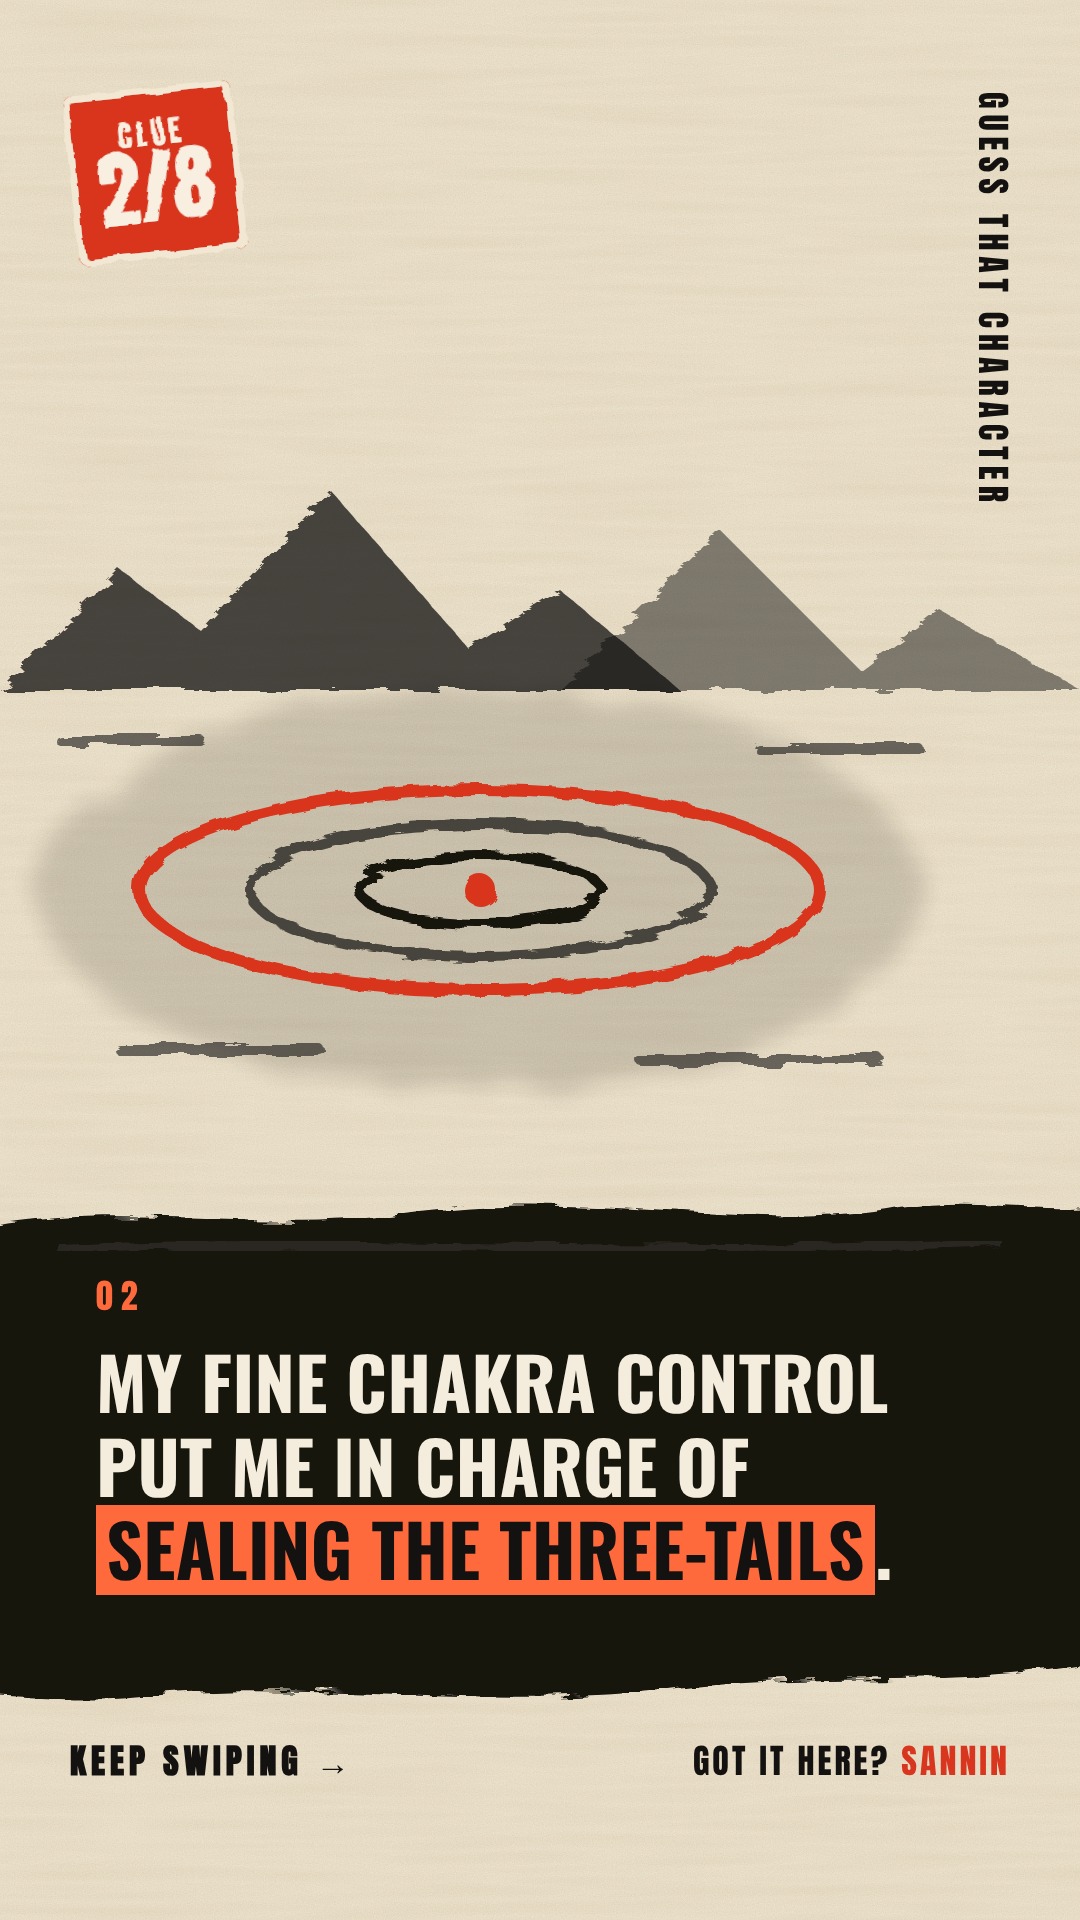 CLUE
2/8
GUESS THAT CHARACTER
02
MY FINE CHAKRA CONTROL
PUT ME IN CHARGE OF
SEALING THE THREE-TAILS.
KEEP SWIPING →
GOT IT HERE? SANNIN